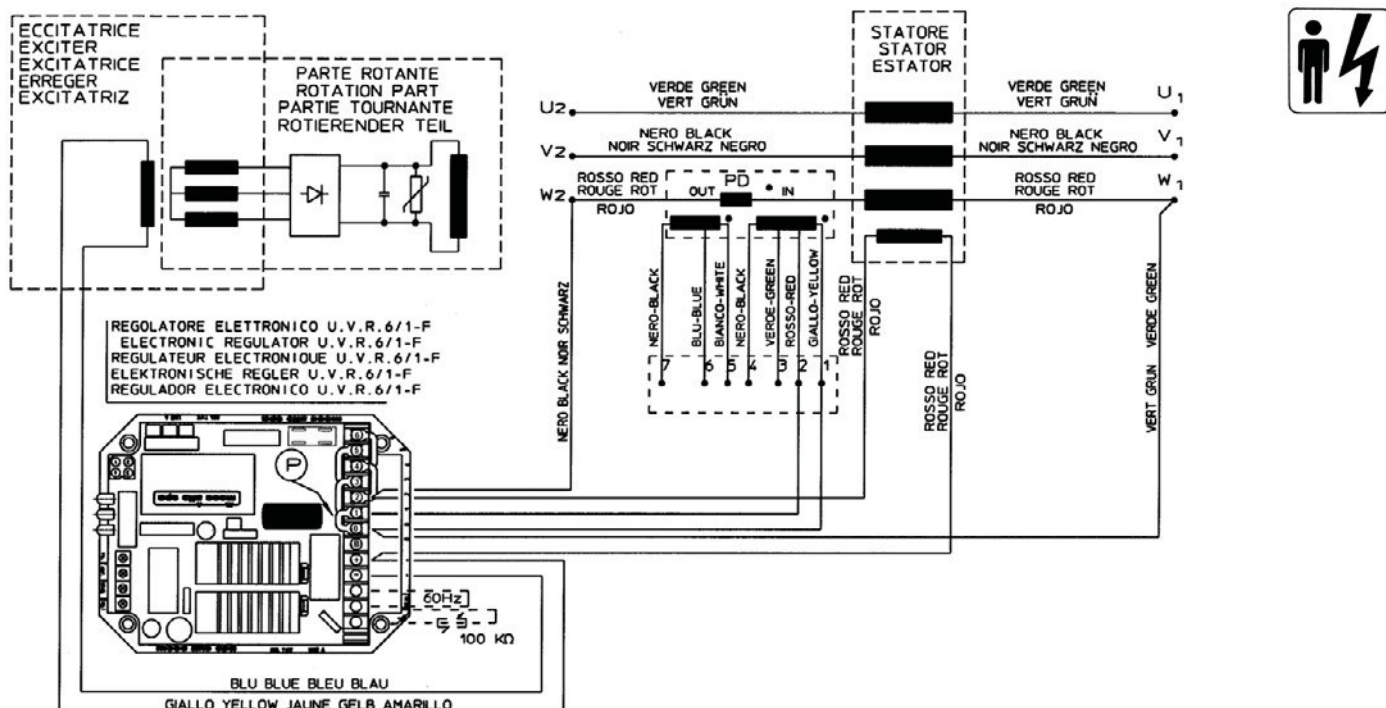 ECCITATRICE
EXCITER
EXCITATRICE
ERREGER
EXCITATRIZ
PARTE ROTANTE
ROTATION PART
PARTIE TOURNANTE
ROTIERENDER TEIL
STATORE
STATOR
ESTATOR
U2
VERDE GREEN
VERT GRÜN
VERDE GREEN
VERT GRUÑ
U1
V2
NERO BLACK
NOIR SCHWARZ NEGRO
NERO BLACK
NOIR SCHWARZ NEGRO
V1
W2
ROSSO RED
ROUGE ROT
ROJO
OUT
PD
IN
ROSSO RED
ROUGE ROT
ROJO
W1
NERO BLACK NOIR SCHWARZ
NERO-BLACK
BLU-BLUE
BIANCO-WHITE
NERO-BLACK
VERDE-GREEN
ROSSO-RED
GIALLO-YELLOW
7 6 5 4 3 2 1
ROSSO RED
ROUGE ROT
ROJO
ROSSO RED
ROUGE ROT
ROJO
VERT GRUN VERDE GREEN
REGOLATORE ELETTRONICO U.V.R.6/1-F
ELECTRONIC REGULATOR U.V.R.6/1-F
REGULATEUR ELECTRONIQUE U.V.R.6/1-F
ELEKTRONISCHE REGLER U.V.R.6/1-F
REGULADOR ELECTRONICO U.V.R.6/1-F
P
60Hz
100 KΩ
BLU BLUE BLEU BLAU
GIALLO YELLOW JAUNE GELB AMARILLO